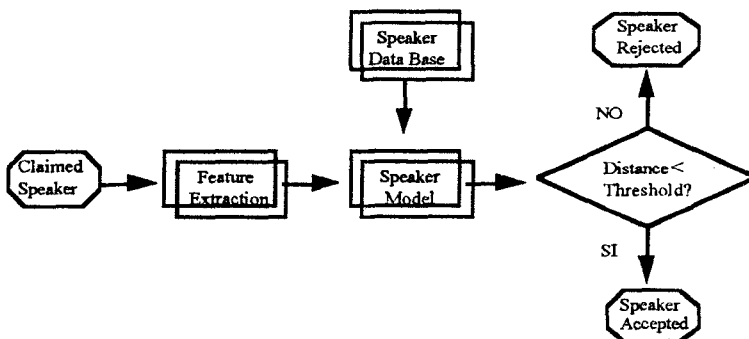 Speaker
Data Base
Speaker
Rejected
NO
Claimed
Speaker
Feature
Extraction
Speaker
Model
Distance<
Threshold?
SI
Speaker
Accepted